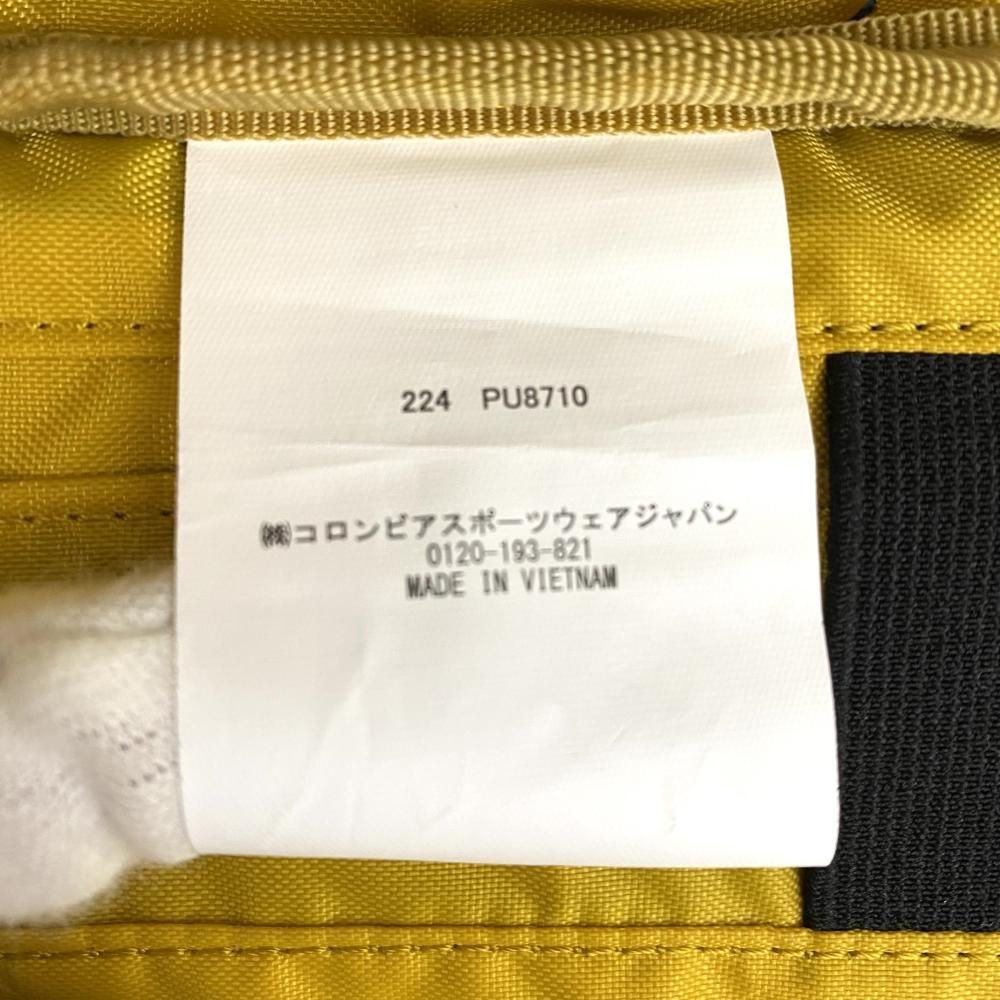 224 PU8710
㈱コロンビアスポーツウェアジャパン
0120-193-821
MADE IN VIETNAM